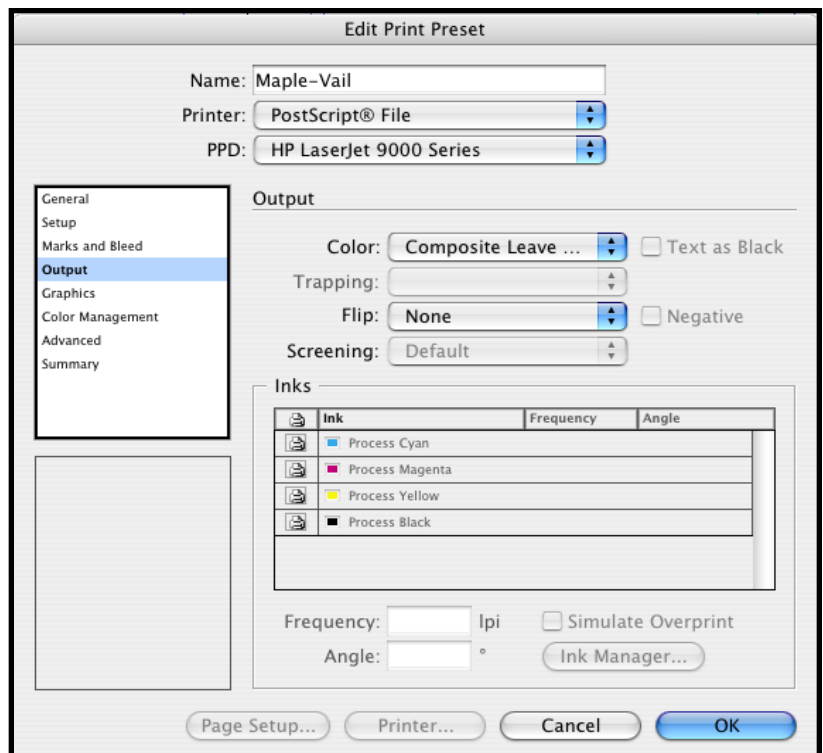 Edit Print Preset
Name: Maple-Vail
Printer: PostScript® File
PPD: HP LaserJet 9000 Series
General
Setup
Marks and Bleed
Output
Graphics
Color Management
Advanced
Summary
Output
Color: Composite Leave ... Text as Black
Trapping:
Flip: None Negative
Screening: Default
Inks
Ink Frequency Angle
Process Cyan
Process Magenta
Process Yellow
Process Black
Frequency: lpi Simulate Overprint
Angle: ° Ink Manager...
Page Setup... Printer... Cancel OK